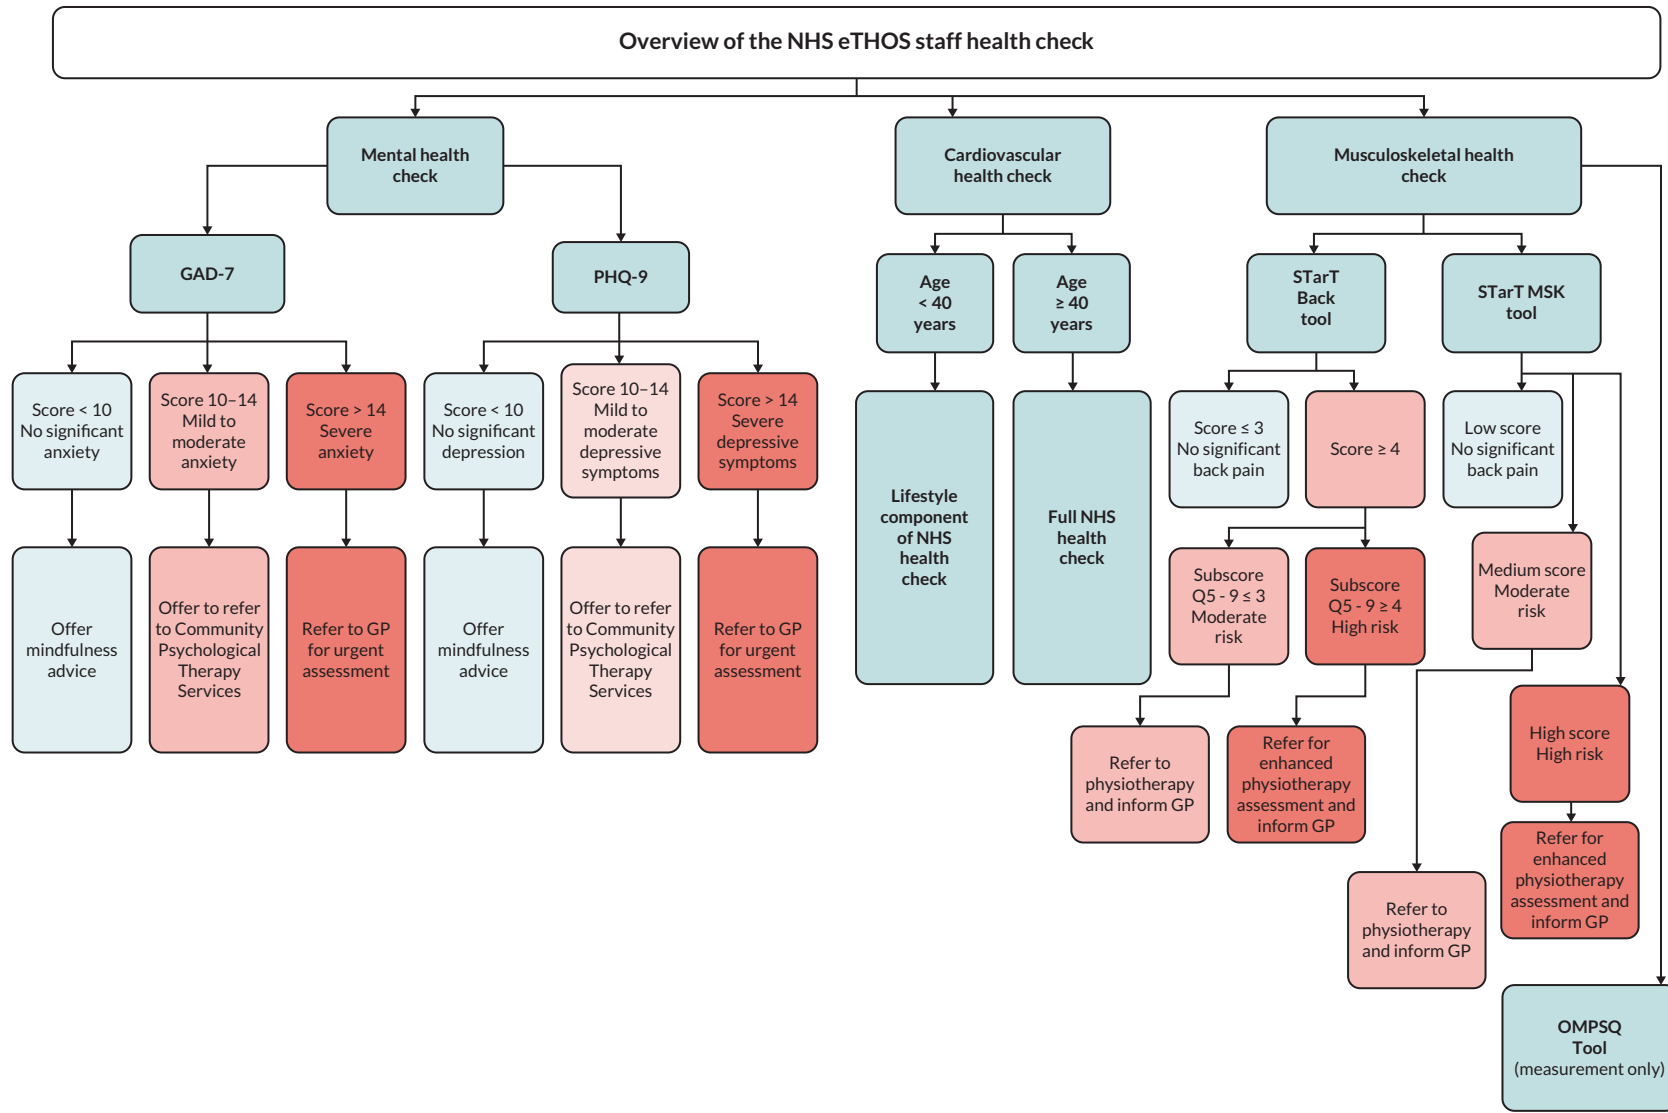 Overview of the NHS eTHOS staff health check
Mental health
check
Cardiovascular
health check
Musculoskeletal health
check
GAD-7
PHQ-9
Age
< 40
years
Age
≥ 40
years
STarT
Back
tool
STarT MSK
tool
Score < 10
No significant
anxiety
Score 10–14
Mild to
moderate
anxiety
Score > 14
Severe
anxiety
Score < 10
No significant
depression
Score 10–14
Mild to
moderate
depressive
symptoms
Score > 14
Severe
depressive
symptoms
Lifestyle
component
of NHS
health
check
Full NHS
health
check
Score ≤ 3
No significant
back pain
Score ≥ 4
Low score
No significant
back pain
Offer
mindfulness
advice
Offer to refer
to Community
Psychological
Therapy
Services
Refer to GP
for urgent
assessment
Offer
mindfulness
advice
Offer to refer
to Community
Psychological
Therapy
Services
Refer to GP
for urgent
assessment
Subscore
Q5 - 9 ≤ 3
Moderate
risk
Subscore
Q5 - 9 ≥ 4
High risk
Medium score
Moderate
risk
High score
High risk
Refer to
physiotherapy
and inform GP
Refer for
enhanced
physiotherapy
assessment and
inform GP
Refer to
physiotherapy
and inform GP
Refer for
enhanced
physiotherapy
assessment and
inform GP
OMPSQ
Tool
(measurement only)